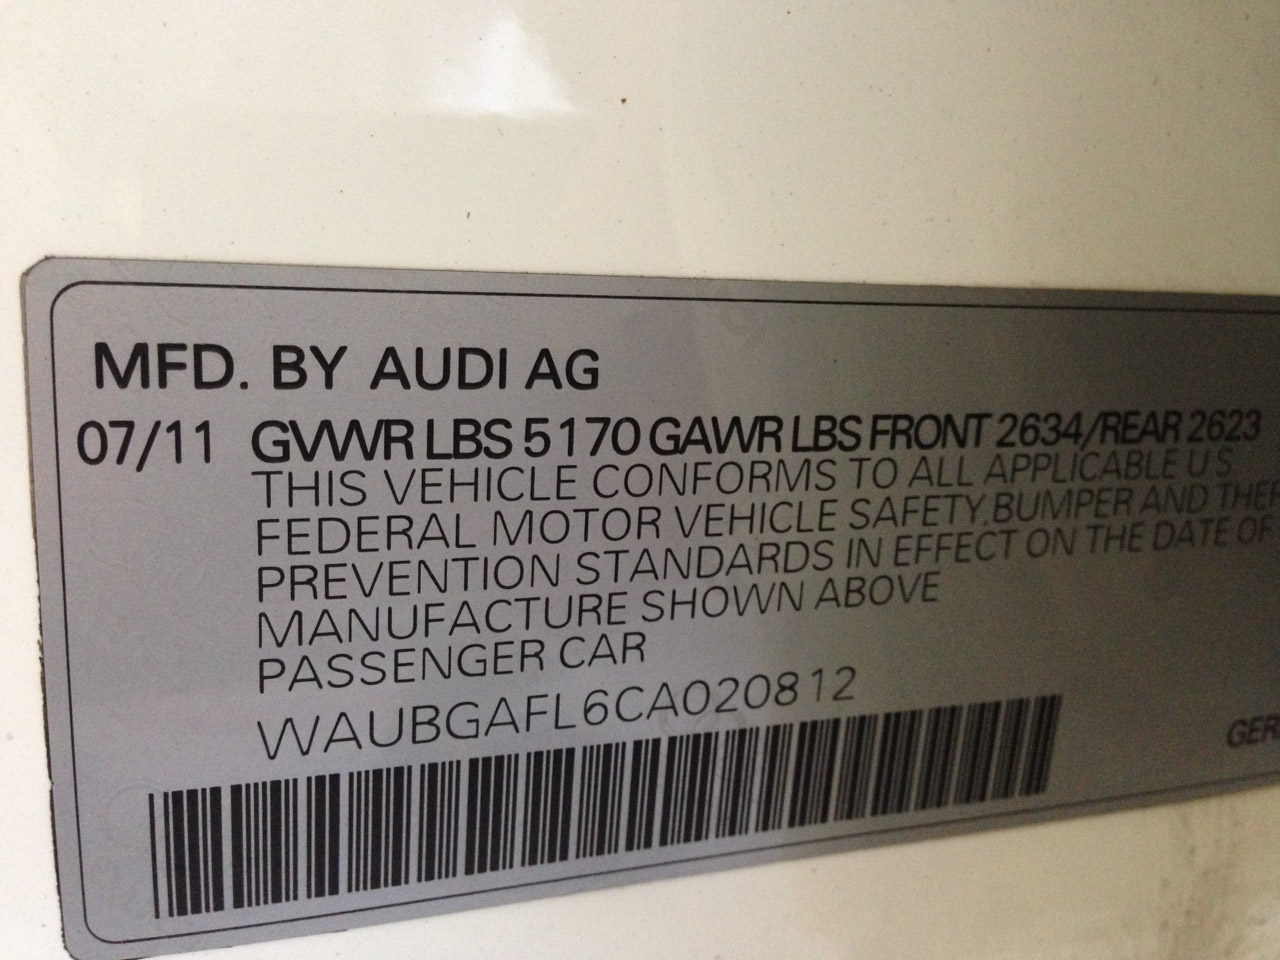 MFD. BY AUDI AG
07/11 GVWR LBS 5170 GAWR LBS FRONT 2634/REAR 2623
THIS VEHICLE CONFORMS TO ALL APPLICABLE U S
FEDERAL MOTOR VEHICLE SAFETY, BUMPER AND
PREVENTION STANDARDS IN EFFECT ON THE DATE OF
MANUFACTURE SHOWN ABOVE
PASSENGER CAR
WAUBGAFL6CA020812